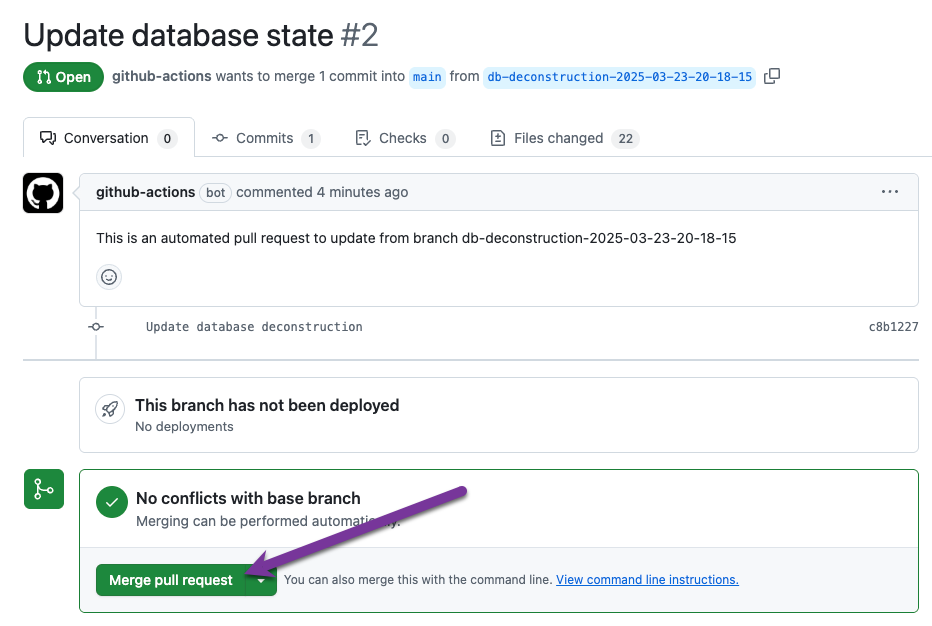 Update database state #2
Open github-actions wants to merge 1 commit into main from db-deconstruction-2025-03-23-20-18-15
Conversation 0 Commits 1 Checks 0 Files changed 22
github-actions bot commented 4 minutes ago
This is an automated pull request to update from branch db-deconstruction-2025-03-23-20-18-15
Update database deconstruction c8b1227
This branch has not been deployed
No deployments
No conflicts with base branch
Merging can be performed automatically.
Merge pull request You can also merge this with the command line. View command line instructions.